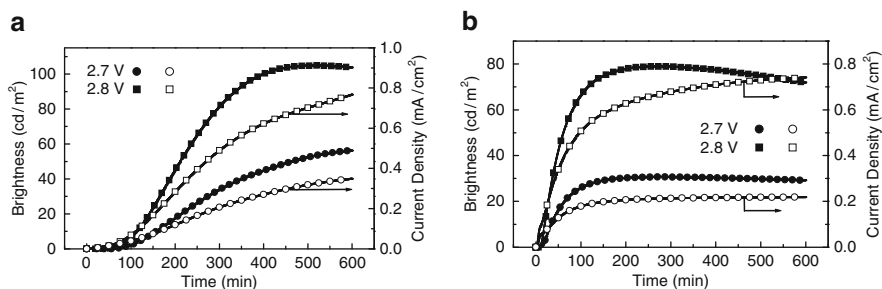 a
Brightness (cd/m²)
100
80
60
40
20
0
2.7 V
2.8 V
1.0
0.8
0.6
0.4
0.2
0.0
Current Density (mA/cm²)
0 100 200 300 400 500 600
Time (min)
b
Brightness (cd/m²)
80
60
40
20
0
2.7 V
2.8 V
0.8
0.6
0.4
0.2
0.0
Current Density (mA/cm²)
0 100 200 300 400 500 600
Time (min)